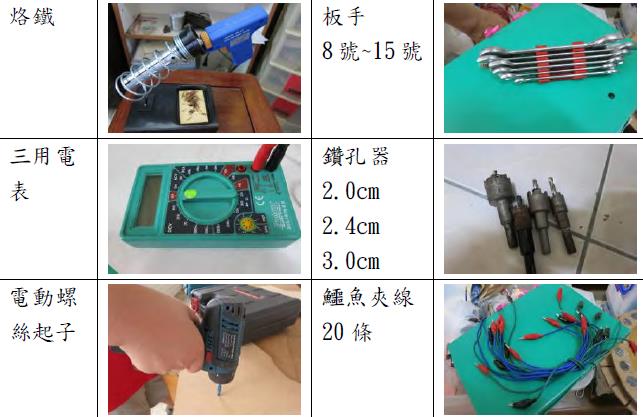 烙鐵
板手
8號~15號
三用電
表
鑽孔器
2.0cm
2.4cm
3.0cm
電動螺
絲起子
鱷魚夾線
20條